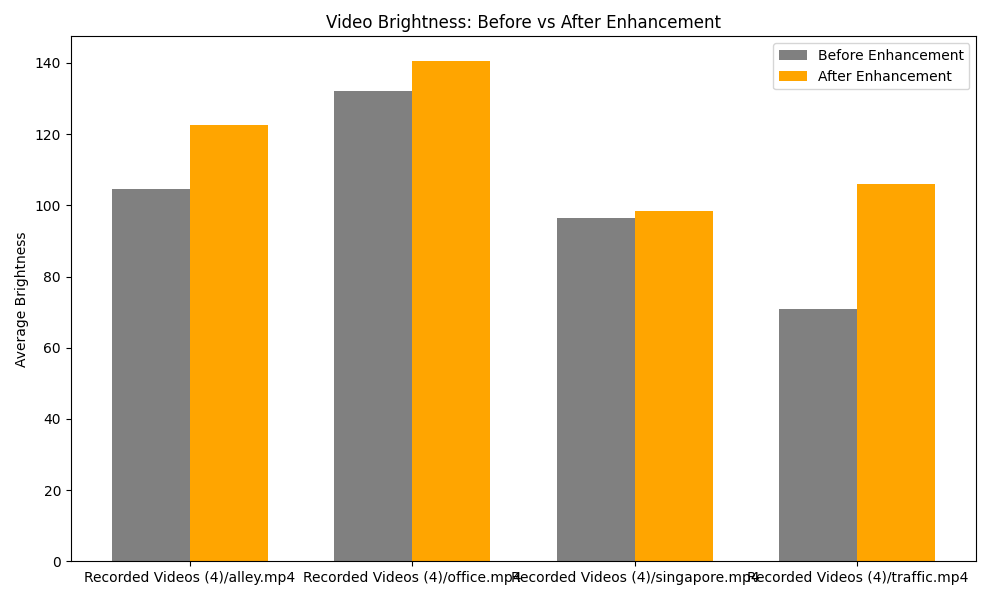 Video Brightness: Before vs After Enhancement
Before Enhancement
After Enhancement
Average Brightness
140
120
100
80
60
40
20
0
Recorded Videos (4)/alley.mp4
Recorded Videos (4)/office.mp4
Recorded Videos (4)/singapore.mp4
Recorded Videos (4)/traffic.mp4